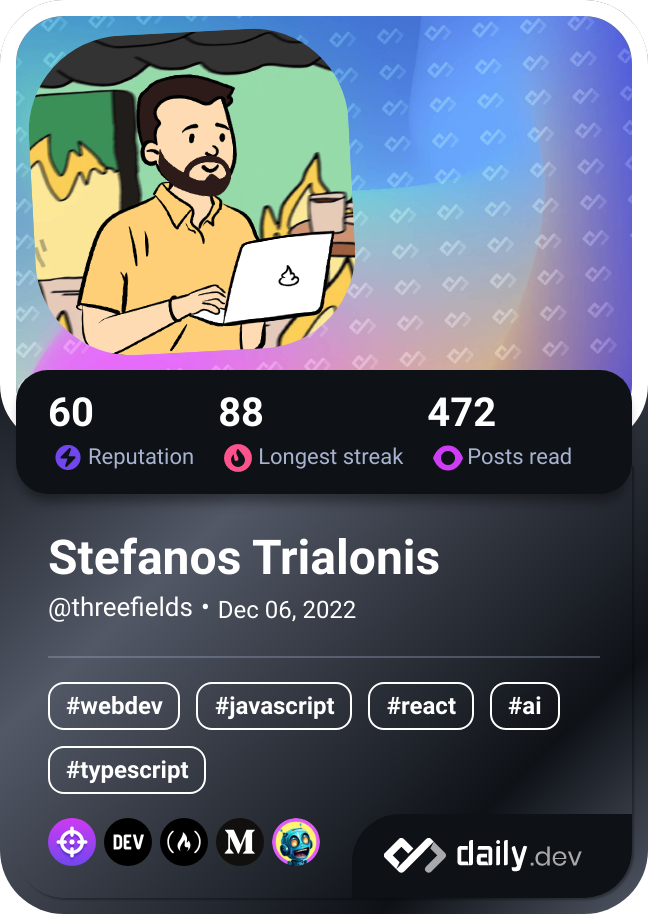 60 88 472
Reputation Longest streak Posts read
Stefanos Trialonis
@threefields • Dec 06, 2022
#webdev #javascript #react #ai
#typescript
DEV M daily.dev